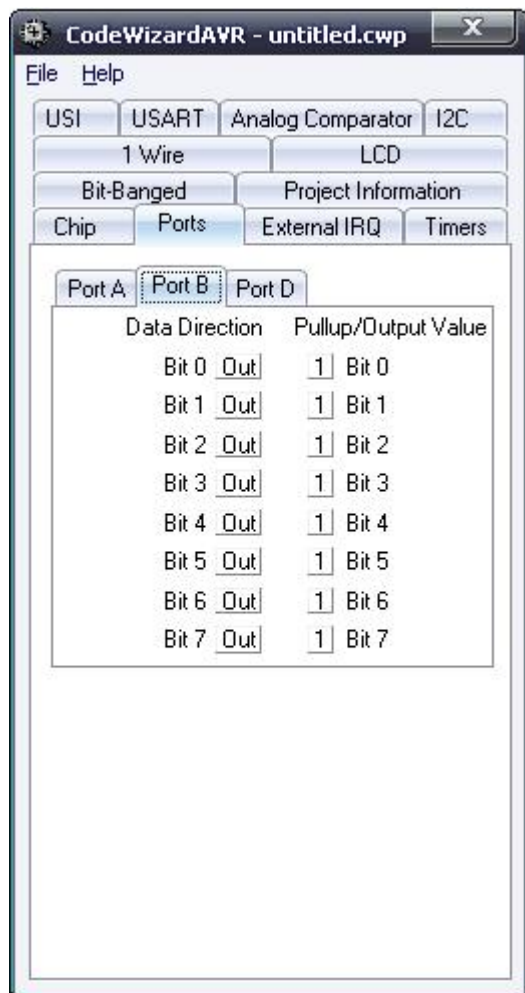 CodeWizardAVR - untitled.cwp X
File Help
USI USART Analog Comparator I2C
1 Wire LCD
Bit-Banged Project Information
Chip Ports External IRQ Timers
Port A Port B Port D
Data Direction Pullup/Output Value
Bit 0 Out 1 Bit 0
Bit 1 Out 1 Bit 1
Bit 2 Out 1 Bit 2
Bit 3 Out 1 Bit 3
Bit 4 Out 1 Bit 4
Bit 5 Out 1 Bit 5
Bit 6 Out 1 Bit 6
Bit 7 Out 1 Bit 7